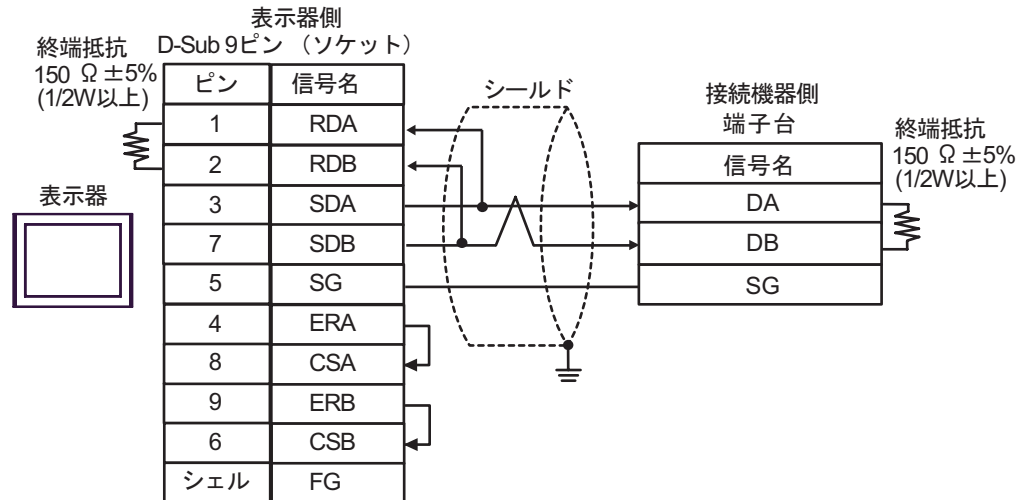 表示器側
D-Sub 9ピン （ソケット）
終端抵抗
150 Ω ±5%
(1/2W以上)
表示器
ピン 信号名
1 RDA
2 RDB
3 SDA
7 SDB
5 SG
4 ERA
8 CSA
9 ERB
6 CSB
シェル FG
シールド
接続機器側
端子台
信号名
DA
DB
SG
終端抵抗
150 Ω ±5%
(1/2W以上)